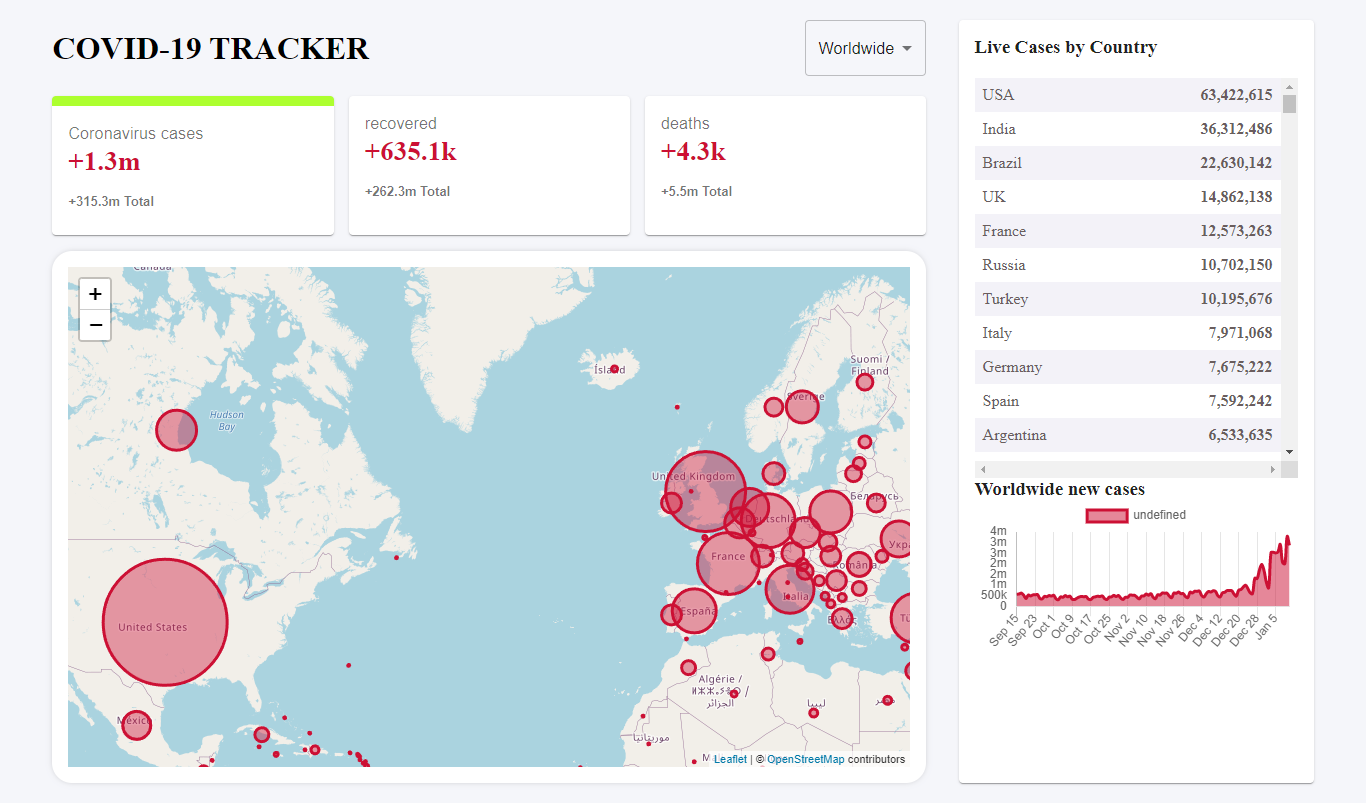 COVID-19 TRACKER
Worldwide
Coronavirus cases
+1.3m
+315.3m Total
recovered
+635.1k
+262.3m Total
deaths
+4.3k
+5.5m Total
+
−
Canada
Hudson
Bay
Ísland
Suomi /
Finland
Sverige
United Kingdom
Беларусь
Deutschland
France
România
Italia
España
United States
México
Algérie /
الجزائر
ليبيا
موريتانيا
Leaflet | © OpenStreetMap contributors
Live Cases by Country
USA 63,422,615
India 36,312,486
Brazil 22,630,142
UK 14,862,138
France 12,573,263
Russia 10,702,150
Turkey 10,195,676
Italy 7,971,068
Germany 7,675,222
Spain 7,592,242
Argentina 6,533,635
Worldwide new cases
undefined
4m
3m
3m
2m
2m
1m
500k
0
Sep 15
Sep 23
Oct 1
Oct 9
Oct 17
Oct 25
Nov 2
Nov 10
Nov 18
Nov 26
Dec 4
Dec 12
Dec 20
Dec 28
Jan 5